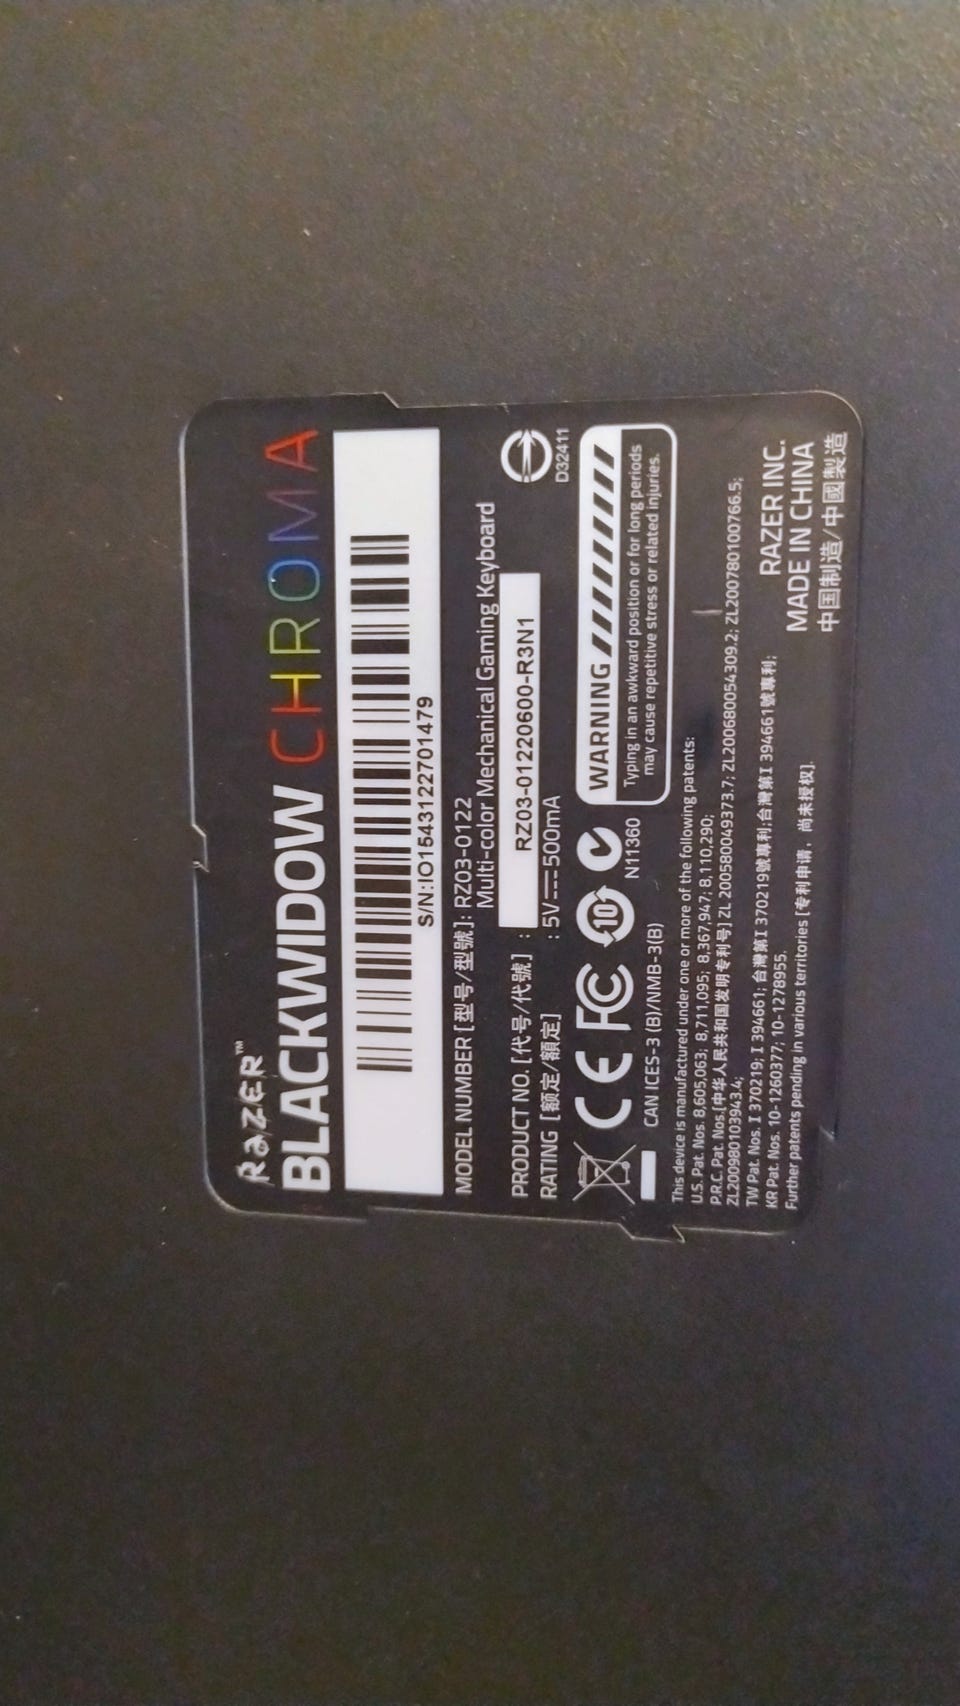 RAZER™
BLACKWIDOW CHROMA
S/N:IO1543122701479
MODEL NUMBER [型号/型號]: RZ03-0122
Multi-color Mechanical Gaming Keyboard
PRODUCT NO. [代号/代號] : RZ03-01220600-R3N1
RATING [额定/額定] : 5V⎓500mA
D32411
CE FC 10
N11360
CAN ICES-3 (B)/NMB-3(B)
WARNING
Typing in an awkward position or for long periods
may cause repetitive stress or related injuries.
This device is manufactured under one or more of the following patents:
U.S. Pat. Nos. 8,605,063; 8,711,095; 8,367,947; 8,110,290;
P.R.C. Pat. Nos.[中华人民共和国发明专利号] ZL 200580049373.7; ZL200680054309.2; ZL200780100766.5;
ZL200980103943.4;
TW Pat. Nos. I 370219; I 394661; 台灣第I 370219號專利;台灣第I 394661號專利;
KR Pat. Nos. 10-1260377; 10-1278955.
Further patents pending in various territories [专利申请，尚未授权].
RAZER INC.
MADE IN CHINA
中国制造/中國製造